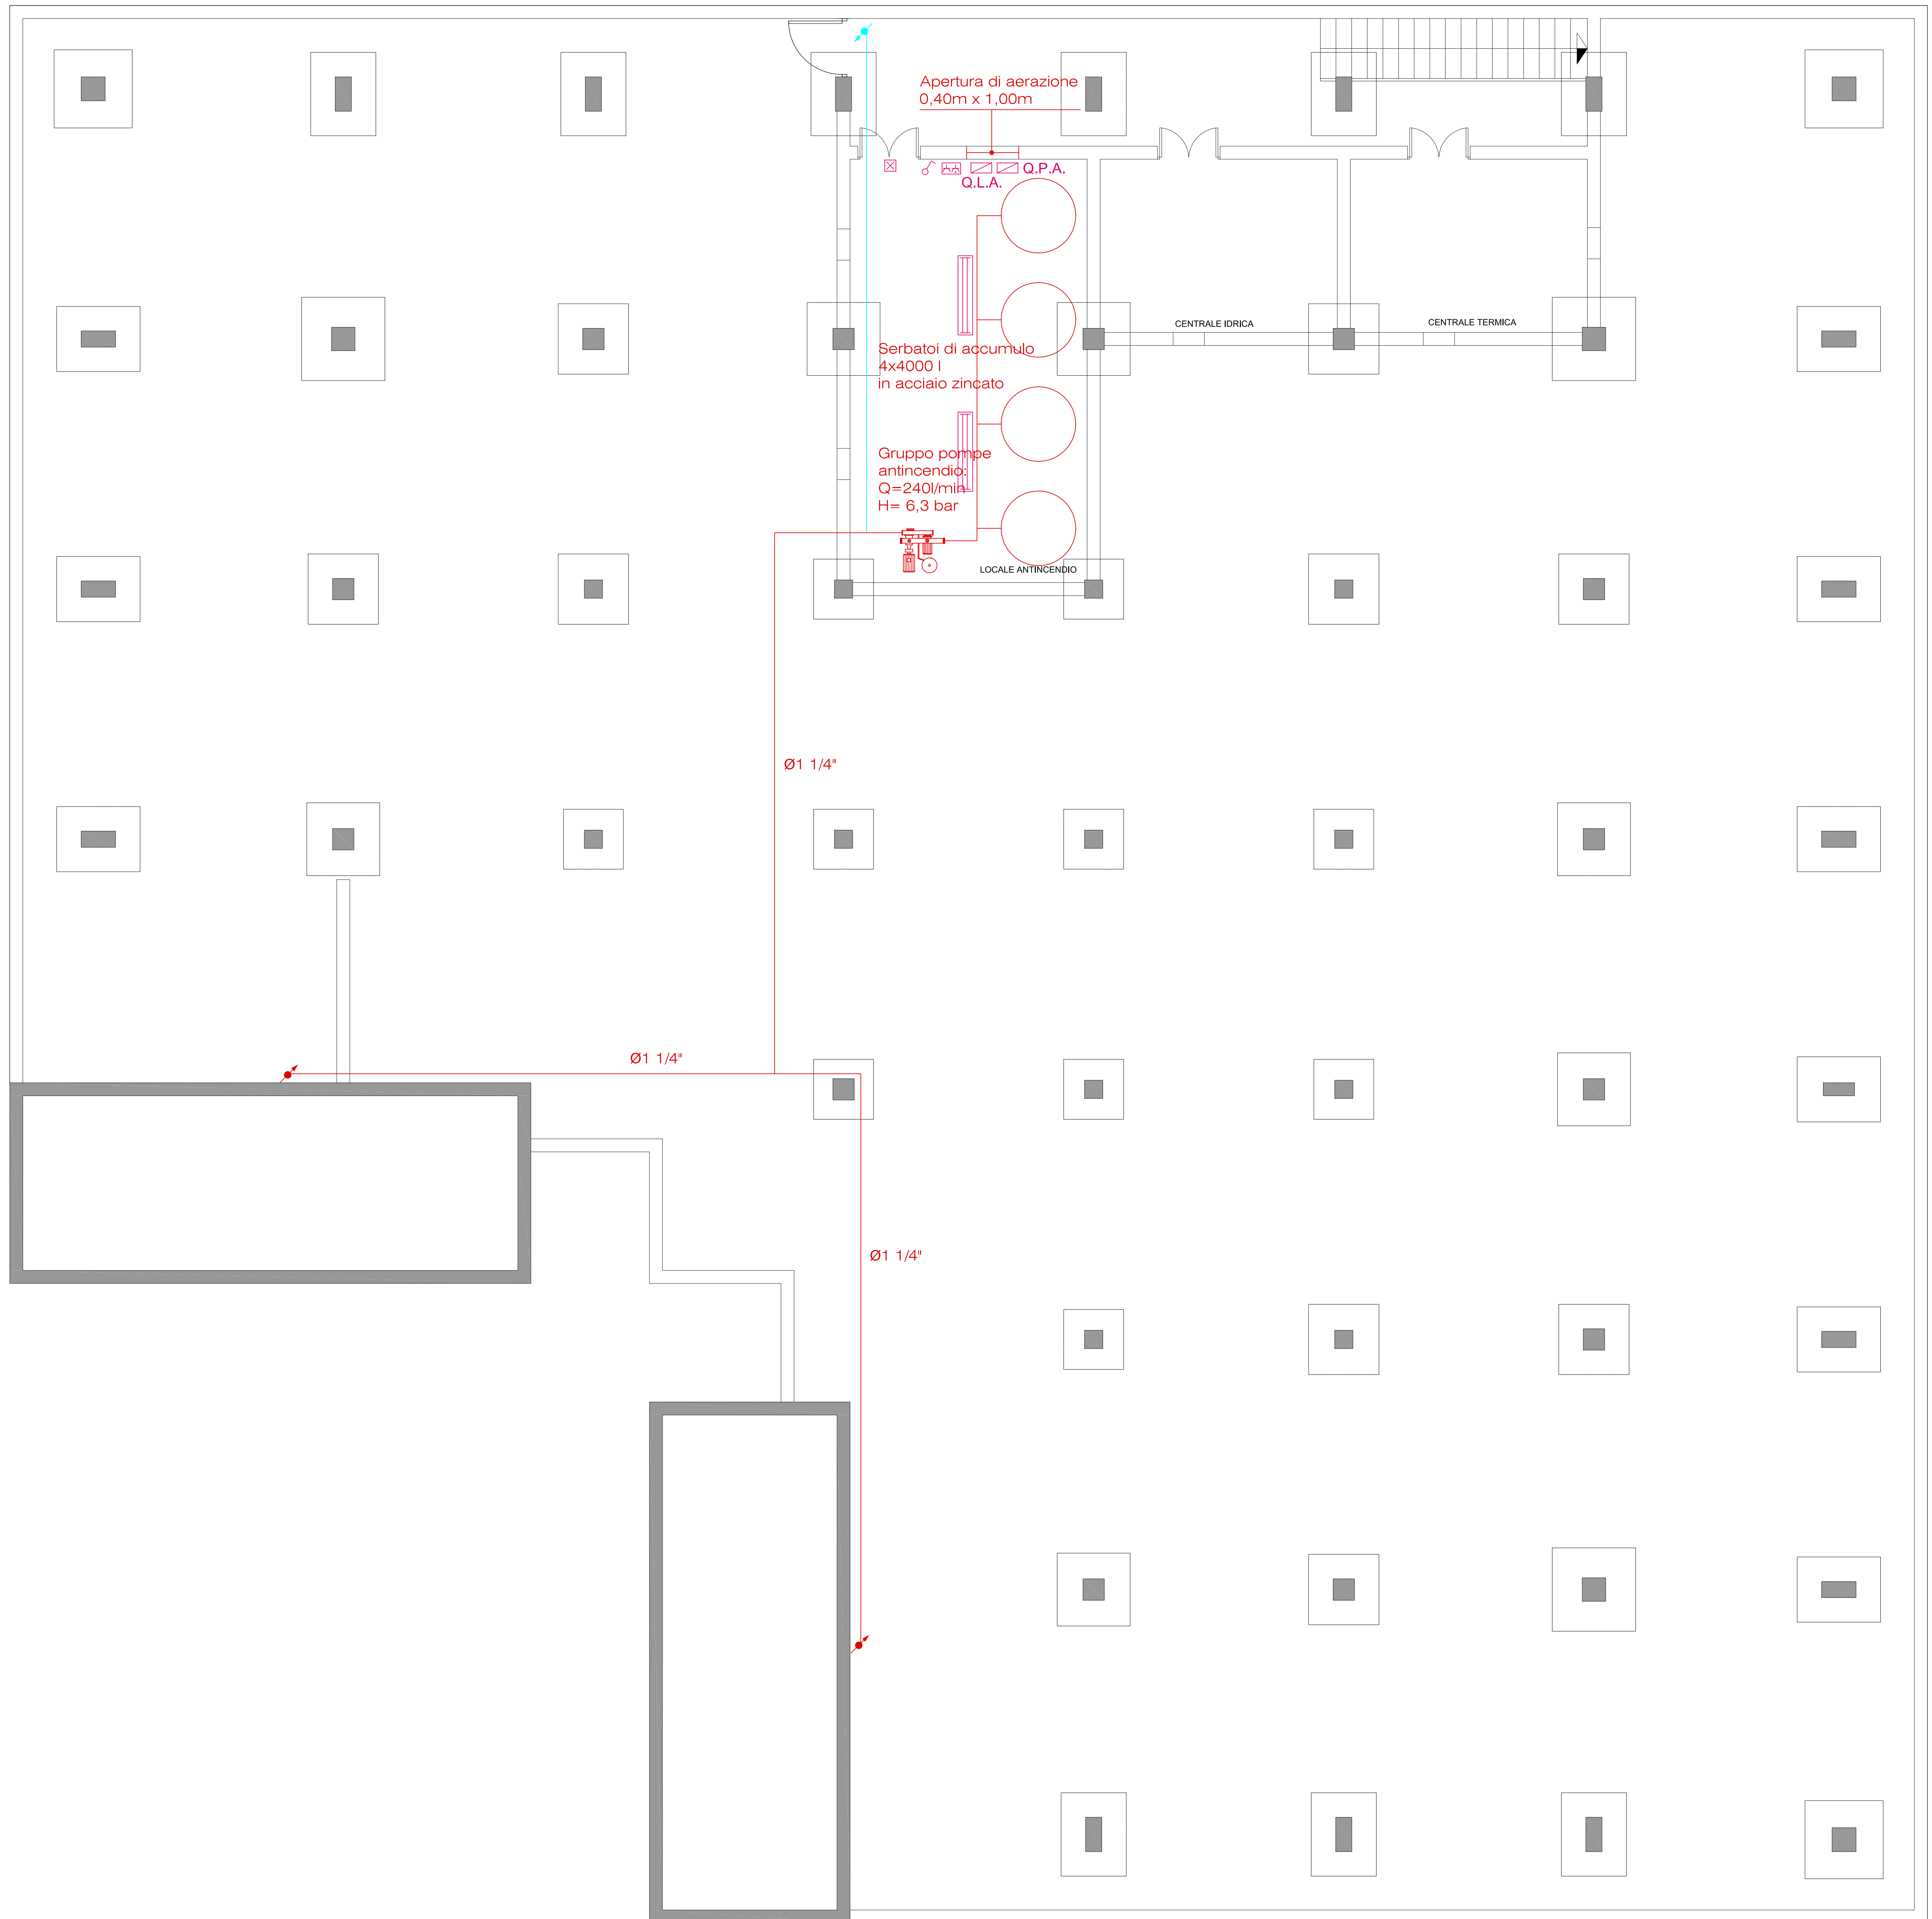 Apertura di aerazione
0,40m x 1,00m
Q.P.A.
Q.L.A.
CENTRALE IDRICA
CENTRALE TERMICA
Serbatoi di accumulo
4x4000 l
in acciaio zincato
Gruppo pompe
antincendio:
Q=240l/min
H= 6,3 bar
LOCALE ANTINCENDIO
Ø1 1/4"
Ø1 1/4"
Ø1 1/4"